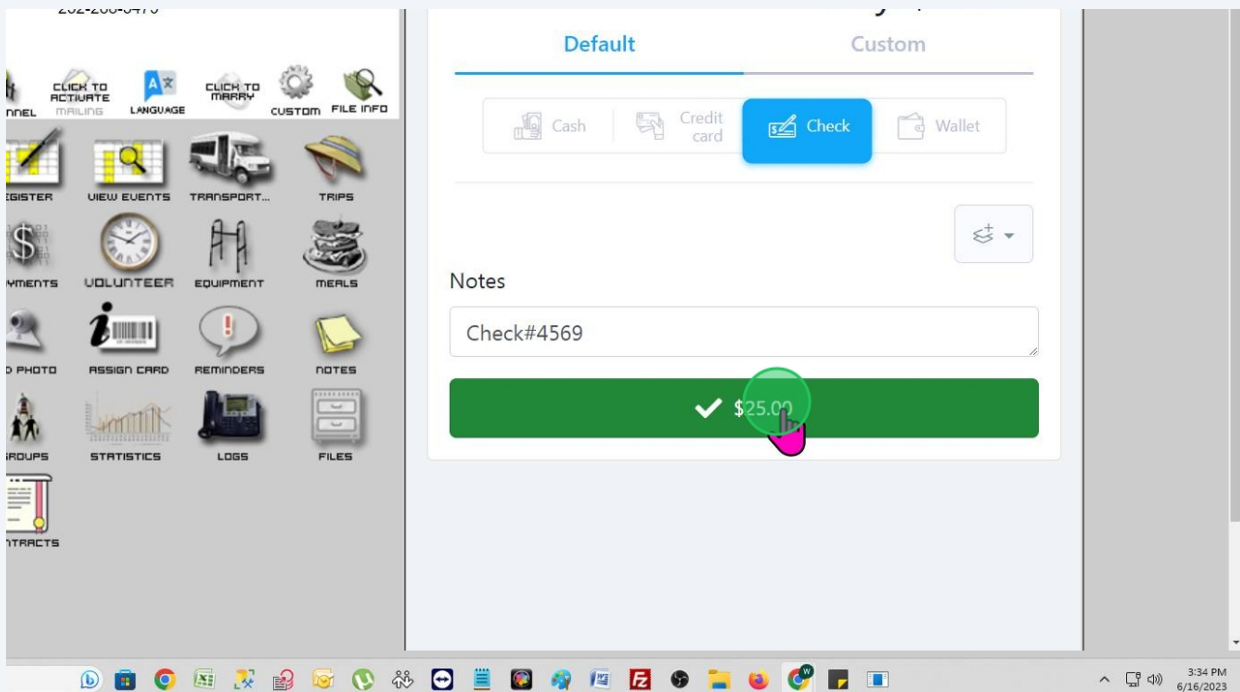 Default
Custom
CLICK TO
ACTIVATE
MAILING
LANGUAGE
CLICK TO
MARRY
CUSTOM
FILE INFO
Cash
Credit
card
Check
Wallet
VIEW EVENTS
TRANSPORT...
TRIPS
VOLUNTEER
EQUIPMENT
MEALS
ASSIGN CARD
REMINDERS
NOTES
STATISTICS
LOGS
FILES
Notes
Check#4569
$25.00
3:34 PM
6/16/2023